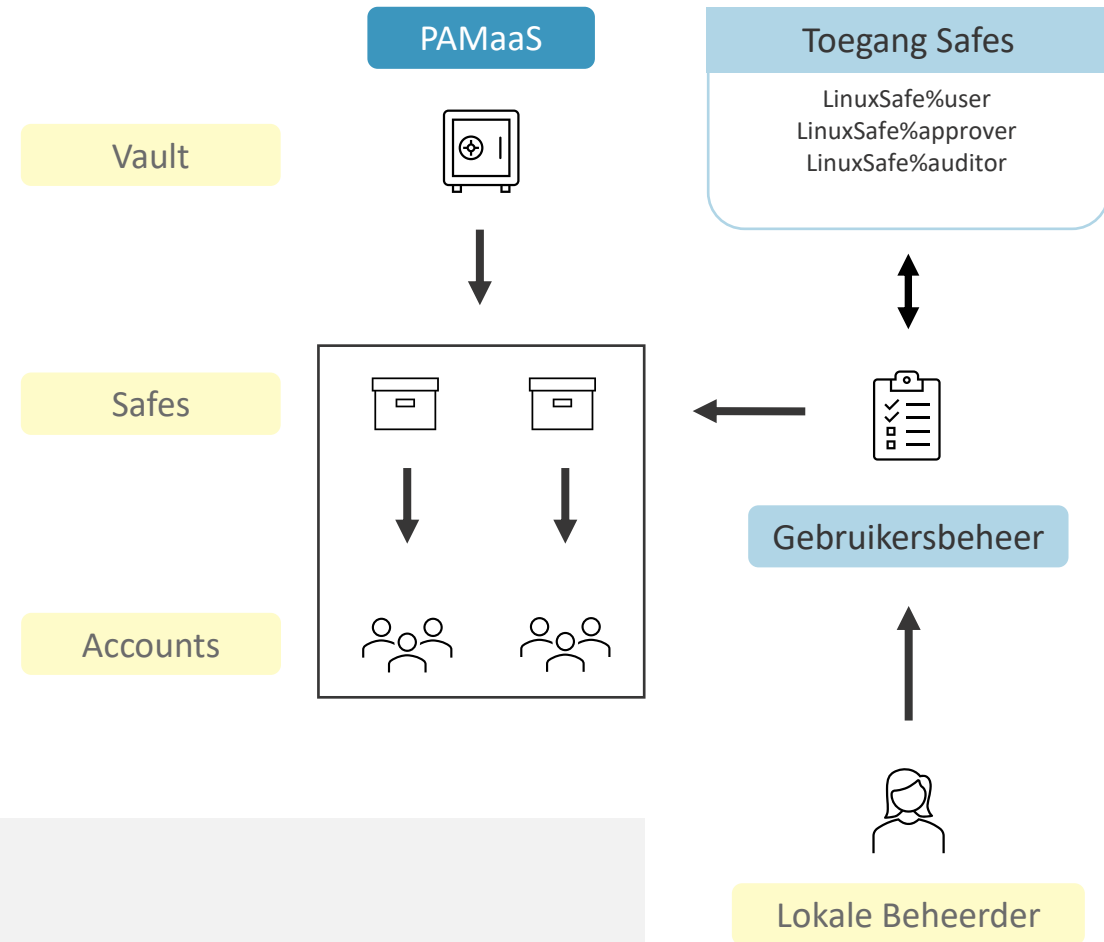 PAMaaS
Toegang Safes
LinuxSafe%user
LinuxSafe%approver
LinuxSafe%auditor
Vault
Safes
Gebruikersbeheer
Accounts
Lokale Beheerder